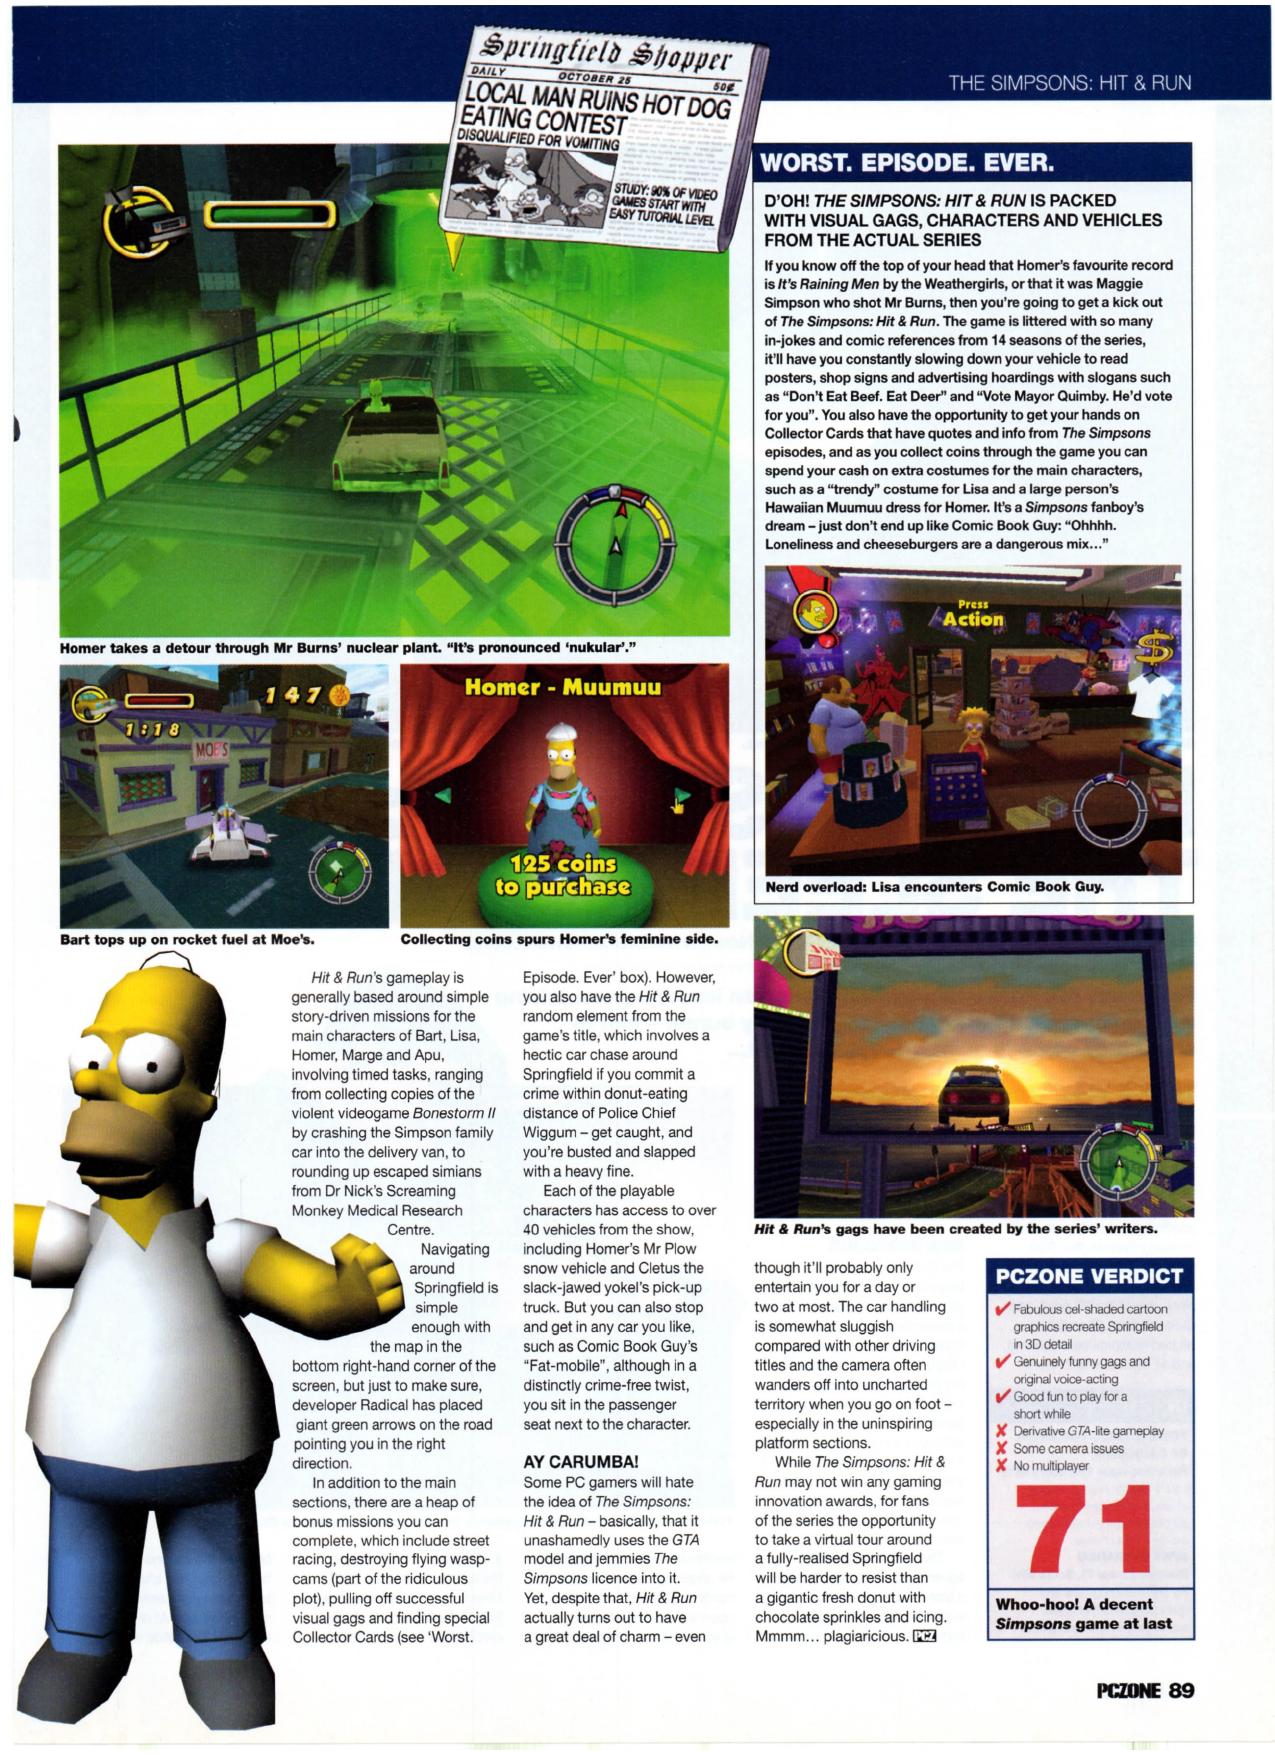 THE SIMPSONS: HIT & RUN
Springfield Shopper
DAILY OCTOBER 25 50¢
LOCAL MAN RUINS HOT DOG
EATING CONTEST
DISQUALIFIED FOR VOMITING
STUDY: 90% OF VIDEO
GAMES START WITH
EASY TUTORIAL LEVEL
Homer takes a detour through Mr Burns' nuclear plant. "It's pronounced 'nukular'."
147
1:18
MOE'S
Bart tops up on rocket fuel at Moe's.
Homer - Muumuu
125 coins
to purchase
Collecting coins spurs Homer's feminine side.
WORST. EPISODE. EVER.
D'OH! THE SIMPSONS: HIT & RUN IS PACKED
WITH VISUAL GAGS, CHARACTERS AND VEHICLES
FROM THE ACTUAL SERIES
If you know off the top of your head that Homer's favourite record
is It's Raining Men by the Weathergirls, or that it was Maggie
Simpson who shot Mr Burns, then you're going to get a kick out
of The Simpsons: Hit & Run. The game is littered with so many
in-jokes and comic references from 14 seasons of the series,
it'll have you constantly slowing down your vehicle to read
posters, shop signs and advertising hoardings with slogans such
as "Don't Eat Beef. Eat Deer" and "Vote Mayor Quimby. He'd vote
for you". You also have the opportunity to get your hands on
Collector Cards that have quotes and info from The Simpsons
episodes, and as you collect coins through the game you can
spend your cash on extra costumes for the main characters,
such as a "trendy" costume for Lisa and a large person's
Hawaiian Muumuu dress for Homer. It's a Simpsons fanboy's
dream – just don't end up like Comic Book Guy: "Ohhhh.
Loneliness and cheeseburgers are a dangerous mix..."
Press
Action
Nerd overload: Lisa encounters Comic Book Guy.
Hit & Run's gags have been created by the series' writers.
Hit & Run's gameplay is
generally based around simple
story-driven missions for the
main characters of Bart, Lisa,
Homer, Marge and Apu,
involving timed tasks, ranging
from collecting copies of the
violent videogame Bonestorm II
by crashing the Simpson family
car into the delivery van, to
rounding up escaped simians
from Dr Nick's Screaming
Monkey Medical Research
Centre.
Navigating
around
Springfield is
simple
enough with
the map in the
bottom right-hand corner of the
screen, but just to make sure,
developer Radical has placed
giant green arrows on the road
pointing you in the right
direction.
In addition to the main
sections, there are a heap of
bonus missions you can
complete, which include street
racing, destroying flying wasp-
cams (part of the ridiculous
plot), pulling off successful
visual gags and finding special
Collector Cards (see 'Worst.
Episode. Ever' box). However,
you also have the Hit & Run
random element from the
game's title, which involves a
hectic car chase around
Springfield if you commit a
crime within donut-eating
distance of Police Chief
Wiggum – get caught, and
you're busted and slapped
with a heavy fine.
Each of the playable
characters has access to over
40 vehicles from the show,
including Homer's Mr Plow
snow vehicle and Cletus the
slack-jawed yokel's pick-up
truck. But you can also stop
and get in any car you like,
such as Comic Book Guy's
"Fat-mobile", although in a
distinctly crime-free twist,
you sit in the passenger
seat next to the character.
AY CARUMBA!
Some PC gamers will hate
the idea of The Simpsons:
Hit & Run – basically, that it
unashamedly uses the GTA
model and jemmies The
Simpsons licence into it.
Yet, despite that, Hit & Run
actually turns out to have
a great deal of charm – even
though it'll probably only
entertain you for a day or
two at most. The car handling
is somewhat sluggish
compared with other driving
titles and the camera often
wanders off into uncharted
territory when you go on foot –
especially in the uninspiring
platform sections.
While The Simpsons: Hit &
Run may not win any gaming
innovation awards, for fans
of the series the opportunity
to take a virtual tour around
a fully-realised Springfield
will be harder to resist than
a gigantic fresh donut with
chocolate sprinkles and icing.
Mmmm... plagiaricious. PCZ
PCZONE VERDICT
Fabulous cel-shaded cartoon
graphics recreate Springfield
in 3D detail
Genuinely funny gags and
original voice-acting
Good fun to play for a
short while
Derivative GTA-lite gameplay
Some camera issues
No multiplayer
71
Whoo-hoo! A decent
Simpsons game at last
PCZONE 89